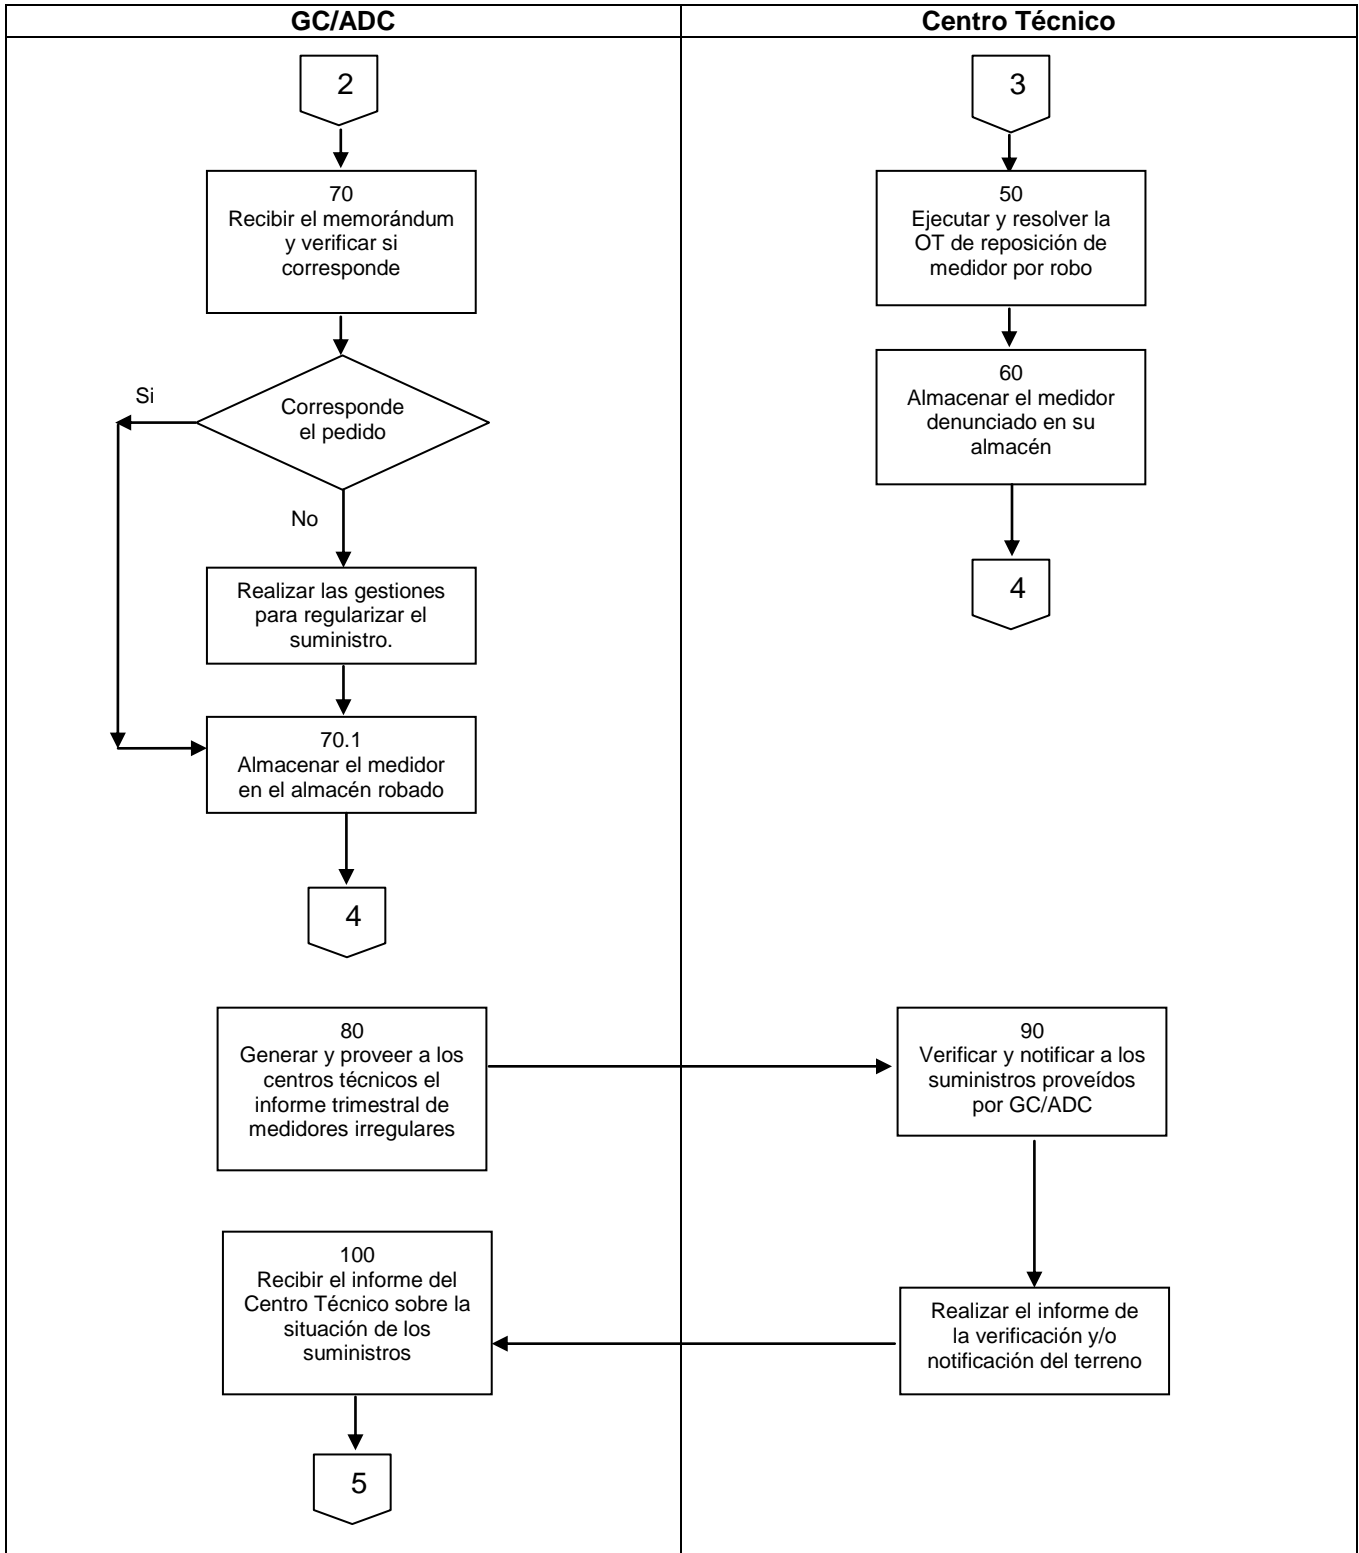 GC/ADC
Centro Técnico
2
70
Recibir el memorándum
y verificar si
corresponde
Si
Corresponde
el pedido
No
Realizar las gestiones
para regularizar el
suministro.
70.1
Almacenar el medidor
en el almacén robado
4
3
50
Ejecutar y resolver la
OT de reposición de
medidor por robo
60
Almacenar el medidor
denunciado en su
almacén
4
80
Generar y proveer a los
centros técnicos el
informe trimestral de
medidores irregulares
90
Verificar y notificar a los
suministros proveídos
por GC/ADC
Realizar el informe de
la verificación y/o
notificación del terreno
100
Recibir el informe del
Centro Técnico sobre la
situación de los
suministros
5